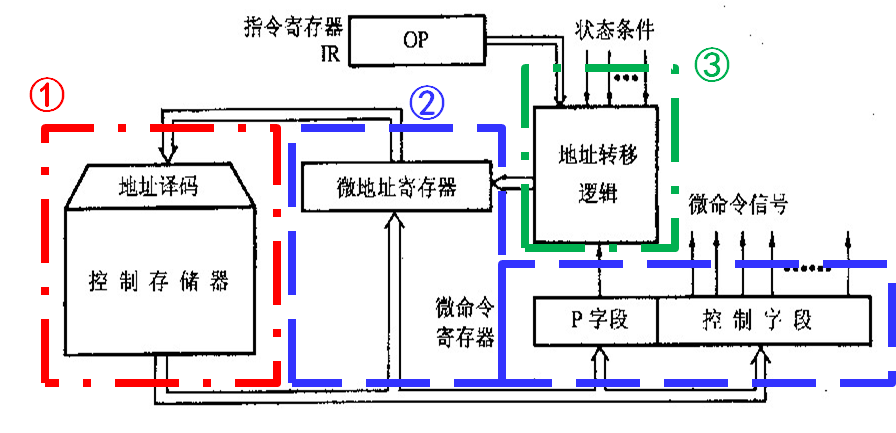 指令寄存器
IR
OP
状态条件
③
①
②
地址译码
控制存储器
微地址寄存器
地址转移
逻辑
微命令信号
微命令
寄存器
P字段
控制字段